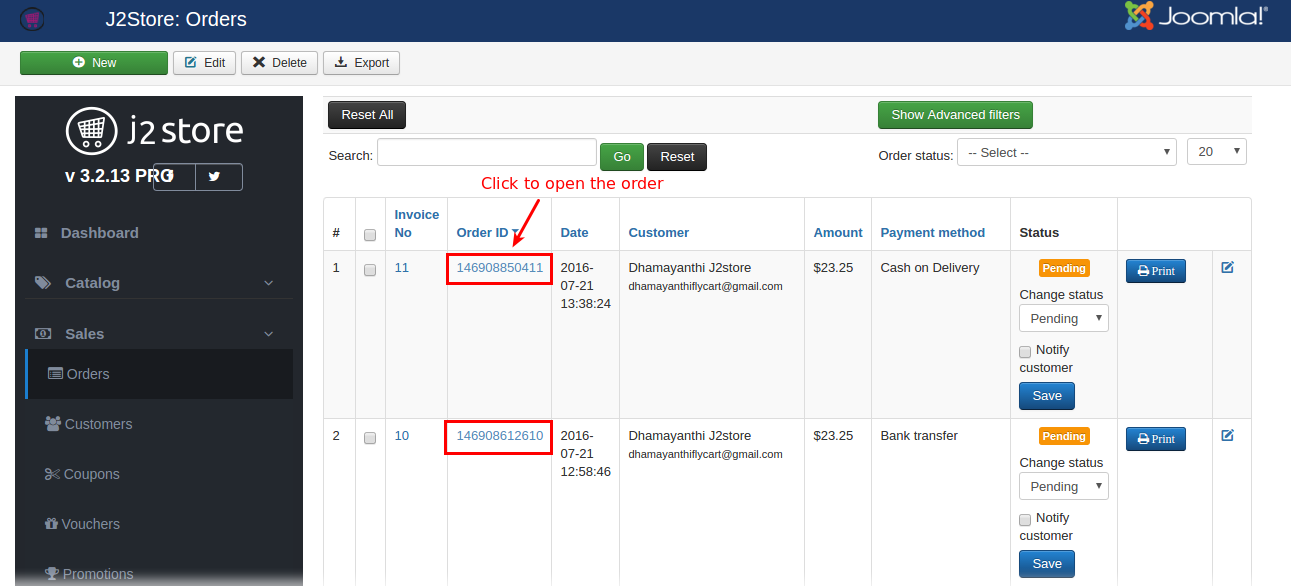 J2Store: Orders
Joomla!®
New Edit Delete Export
j2store
v 3.2.13 PRO
Dashboard
Catalog
Sales
Orders
Customers
Coupons
Vouchers
Promotions
Reset All Show Advanced filters
Search: Go Reset Order status: -- Select -- 20
Click to open the order
# Invoice No Order ID Date Customer Amount Payment method Status
1 11 146908850411 2016-07-21 13:38:24 Dhamayanthi J2store $23.25 Cash on Delivery Pending Print
dhamayanthiflycart@gmail.com
Change status
Pending
Notify
customer
Save
2 10 146908612610 2016-07-21 12:58:46 Dhamayanthi J2store $23.25 Bank transfer Pending Print
dhamayanthiflycart@gmail.com
Change status
Pending
Notify
customer
Save